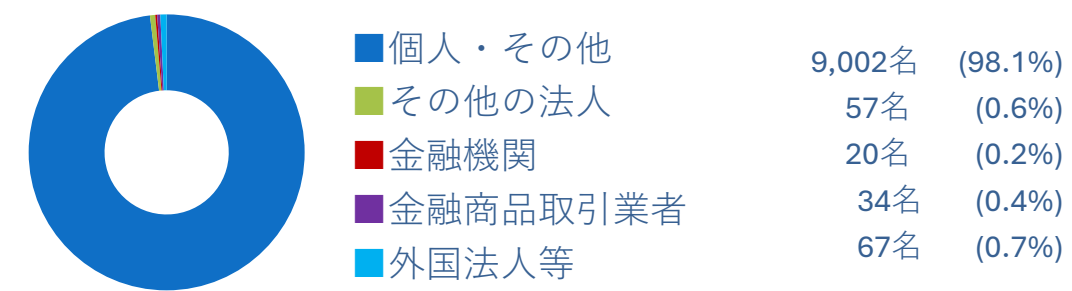 個人・その他 9,002名 (98.1%)
その他の法人 57名 (0.6%)
金融機関 20名 (0.2%)
金融商品取引業者 34名 (0.4%)
外国法人等 67名 (0.7%)